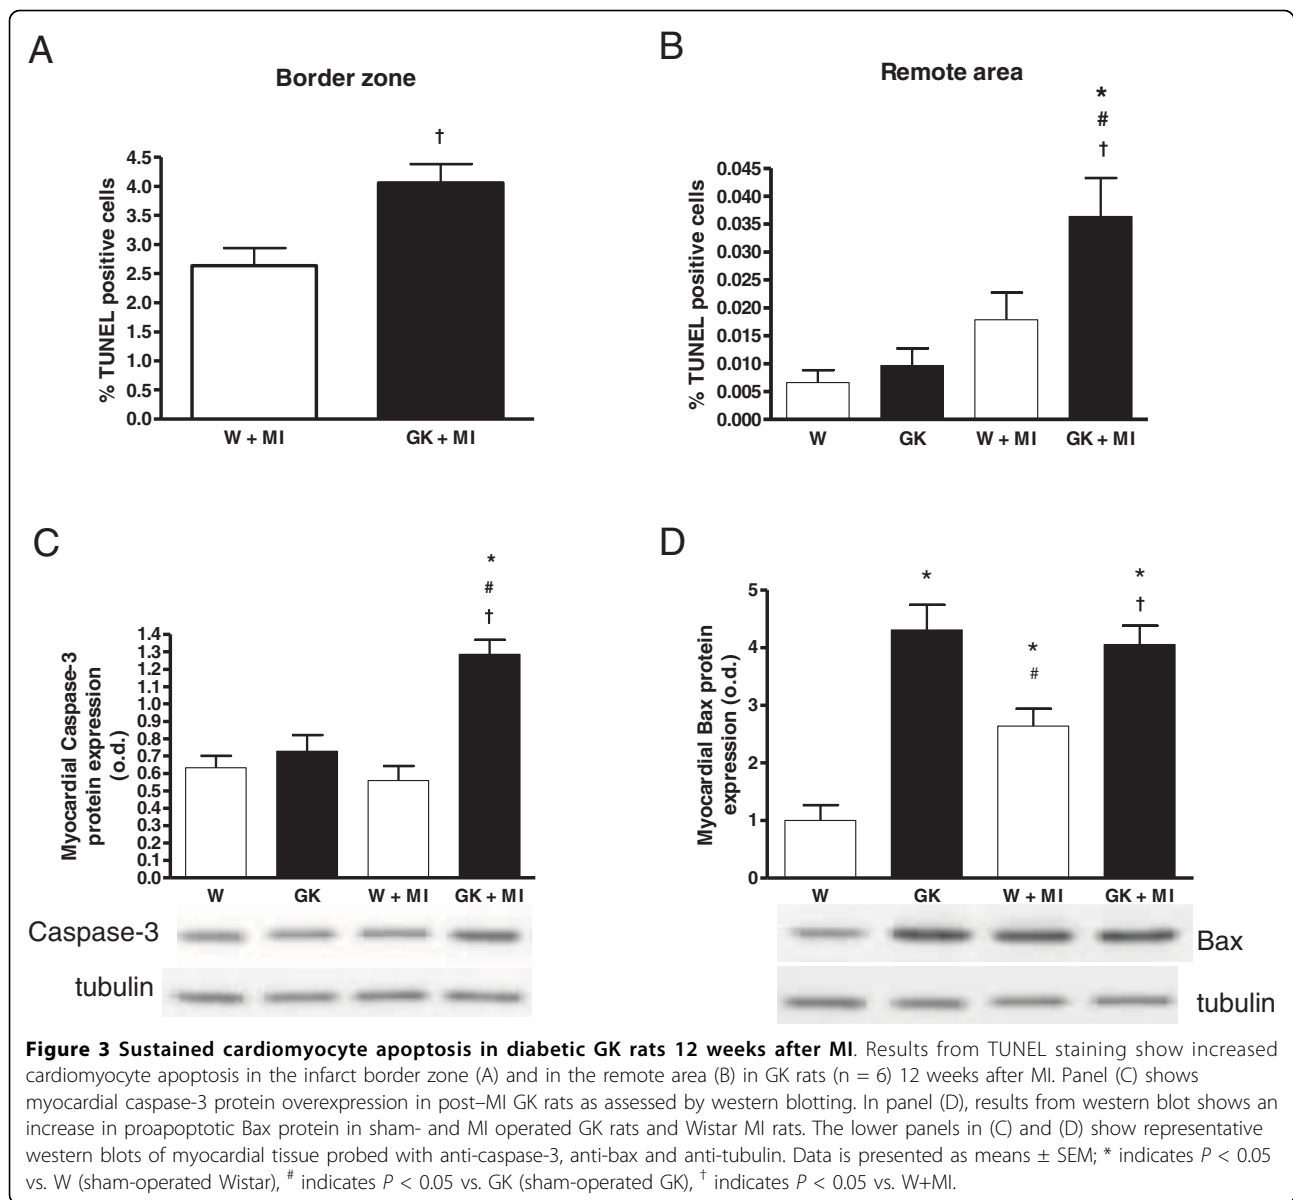 A
Border zone
†
% TUNEL positive cells
4.5
4.0
3.5
3.0
2.5
2.0
1.5
1.0
0.5
0.0
W + MI
GK + MI
B
Remote area
*
#
†
% TUNEL positive cells
0.045
0.040
0.035
0.030
0.025
0.020
0.015
0.010
0.005
0.000
W
GK
W + MI
GK + MI
C
*
#
†
Myocardial Caspase-3
protein expression
(o.d.)
1.4
1.3
1.2
1.1
1.0
0.9
0.8
0.7
0.6
0.5
0.4
0.3
0.2
0.1
0.0
W
GK
W + MI
GK + MI
Caspase-3
tubulin
D
*
*
#
*
†
Myocardial Bax protein
expression (o.d.)
5
4
3
2
1
0
W
GK
W + MI
GK + MI
Bax
tubulin
Figure 3 Sustained cardiomyocyte apoptosis in diabetic GK rats 12 weeks after MI. Results from TUNEL staining show increased
cardiomyocyte apoptosis in the infarct border zone (A) and in the remote area (B) in GK rats (n = 6) 12 weeks after MI. Panel (C) shows
myocardial caspase-3 protein overexpression in post–MI GK rats as assessed by western blotting. In panel (D), results from western blot shows an
increase in proapoptotic Bax protein in sham- and MI operated GK rats and Wistar MI rats. The lower panels in (C) and (D) show representative
western blots of myocardial tissue probed with anti-caspase-3, anti-bax and anti-tubulin. Data is presented as means ± SEM; * indicates P < 0.05
vs. W (sham-operated Wistar), # indicates P < 0.05 vs. GK (sham-operated GK), † indicates P < 0.05 vs. W+MI.